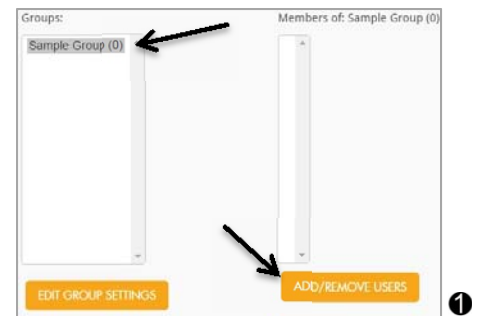 Groups:
Members of: Sample Group (0)
Sample Group (0)
EDIT GROUP SETTINGS
ADD/REMOVE USERS
❶